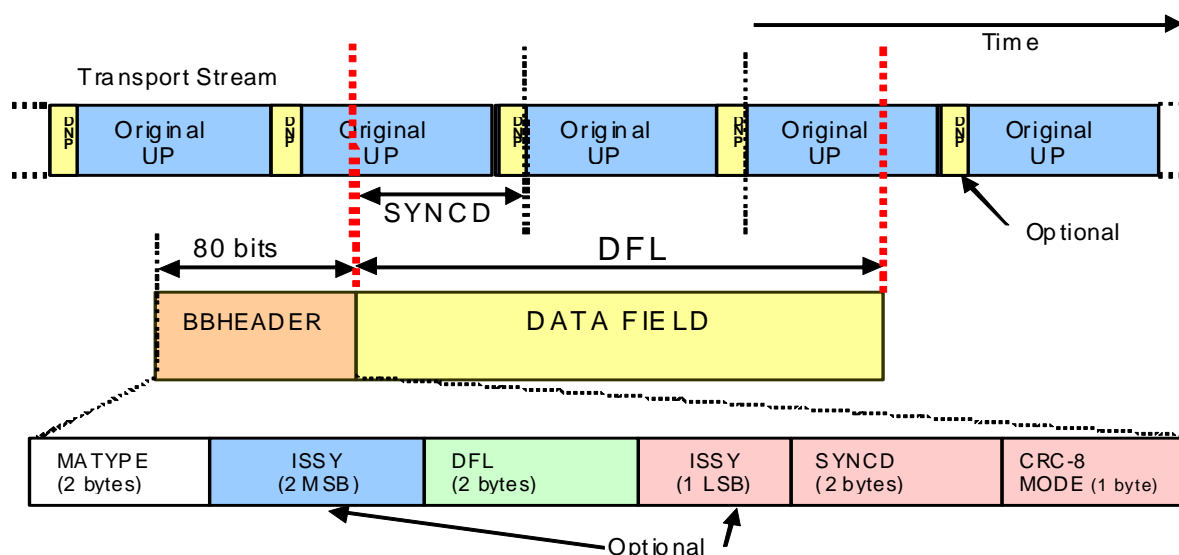 Time
Transport Stream
DNP
Original
UP
DNP
Original
UP
DNP
Original
UP
DNP
Original
UP
DNP
Original
UP
SYNCD
Optional
80 bits
DFL
BBHEADER
DATA FIELD
MATYPE
(2 bytes)
ISSY
(2 MSB)
DFL
(2 bytes)
ISSY
(1 LSB)
SYNCD
(2 bytes)
CRC-8
MODE (1 byte)
Optional